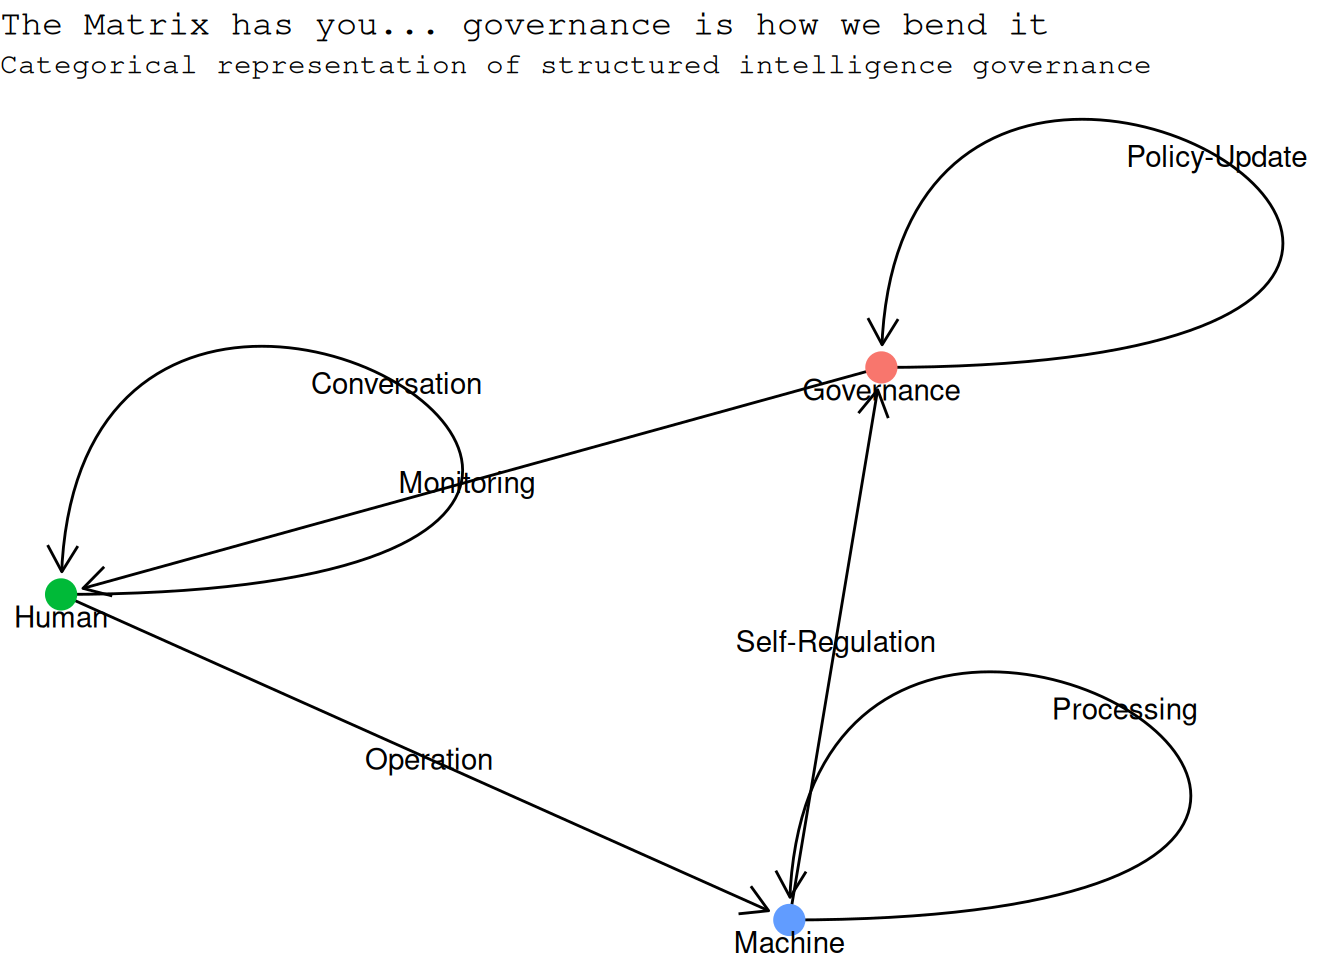 The Matrix has you... governance is how we bend it
Categorical representation of structured intelligence governance
Policy-Update
Conversation
Governance
Monitoring
Human
Self-Regulation
Processing
Operation
Machine